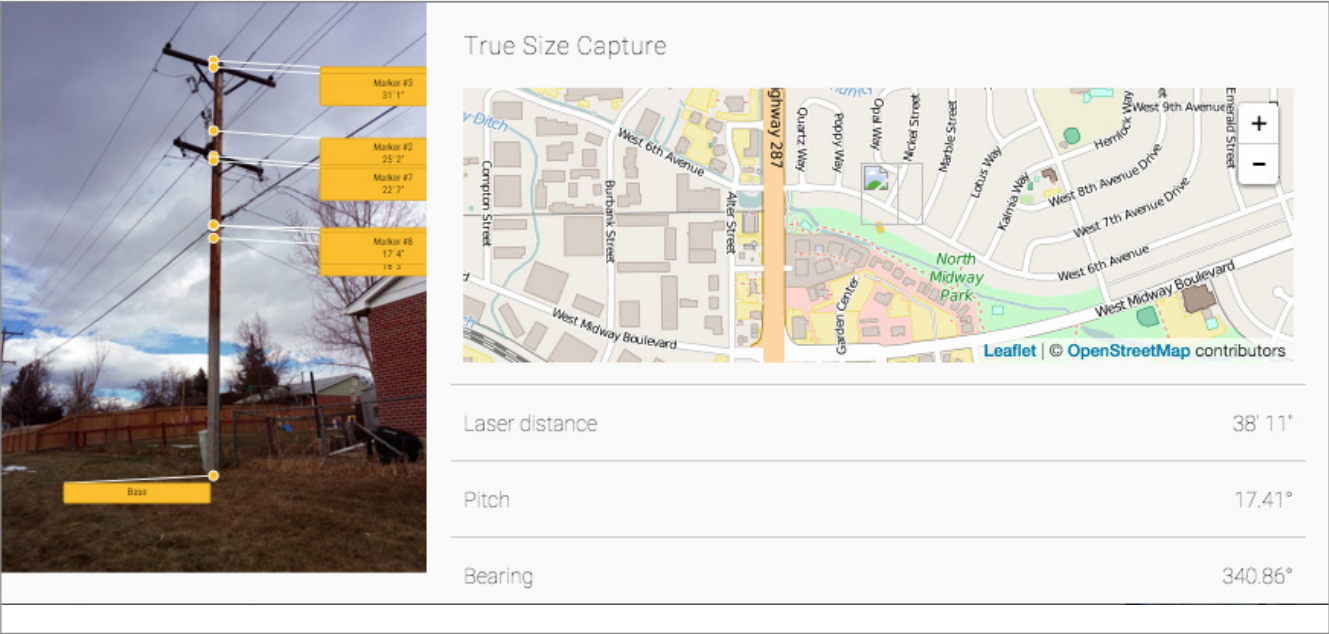 Marker #3
31' 1"
Marker #2
25' 2"
Marker #7
22' 7"
Marker #8
17' 4"
16' 3"
Base
True Size Capture
y Ditch
West 6th Avenue
Compton Street
Burbank Street
Alter Street
ghway 287
Quartz Way
Poppy Way
Opal Way
Nickel Street
Marble Street
Lotus Way
Kalmia Way
Hemlock Way
West 9th Avenue
Emerald Street
West 8th Avenue Drive
West 7th Avenue Drive
West 6th Avenue
North
Midway
Park
West Midway Boulevard
West Midway Boulevard
Garden Center
+
−
Leaflet | © OpenStreetMap contributors
Laser distance
38' 11"
Pitch
17.41°
Bearing
340.86°